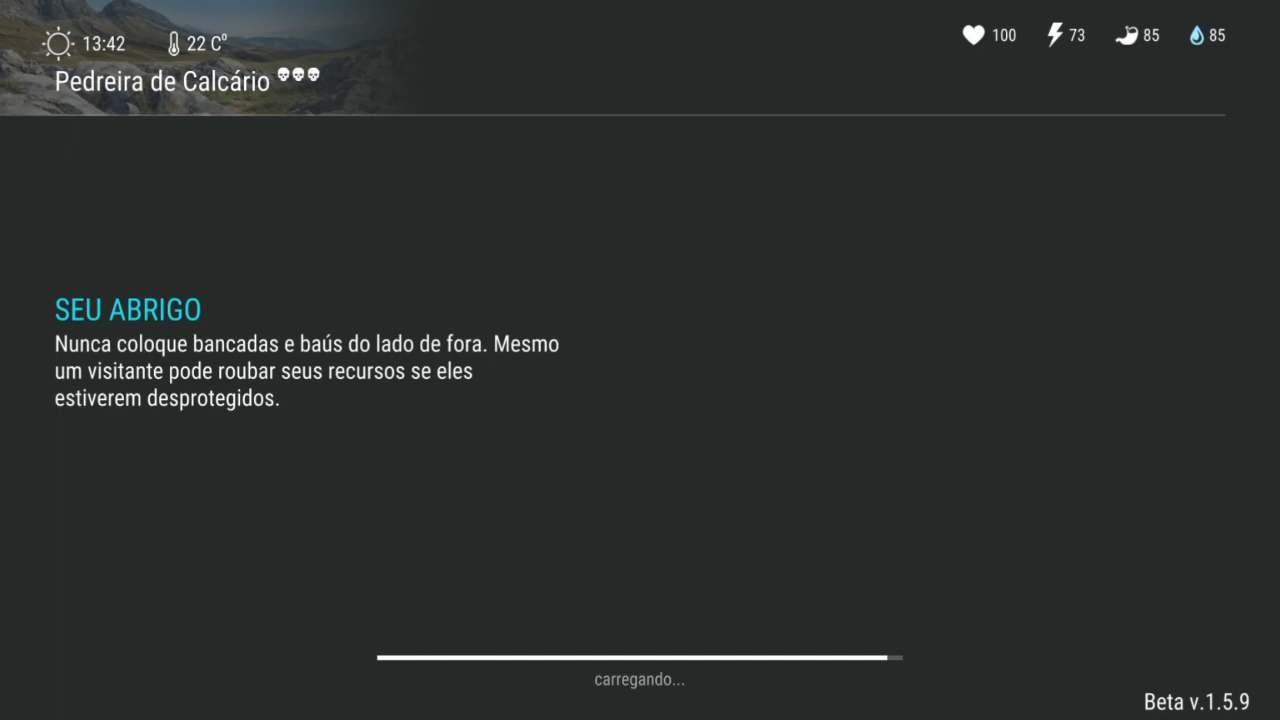 13:42 22 Cº
100 73 85 85
Pedreira de Calcário
SEU ABRIGO
Nunca coloque bancadas e baús do lado de fora. Mesmo
um visitante pode roubar seus recursos se eles
estiverem desprotegidos.
carregando...
Beta v.1.5.9